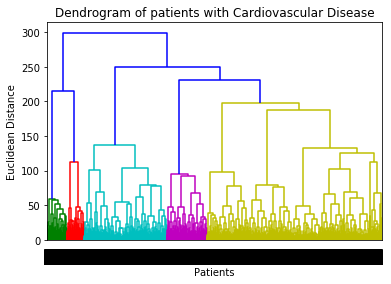 Dendrogram of patients with Cardiovascular Disease
300
250
200
150
100
50
0
Euclidean Distance
Patients